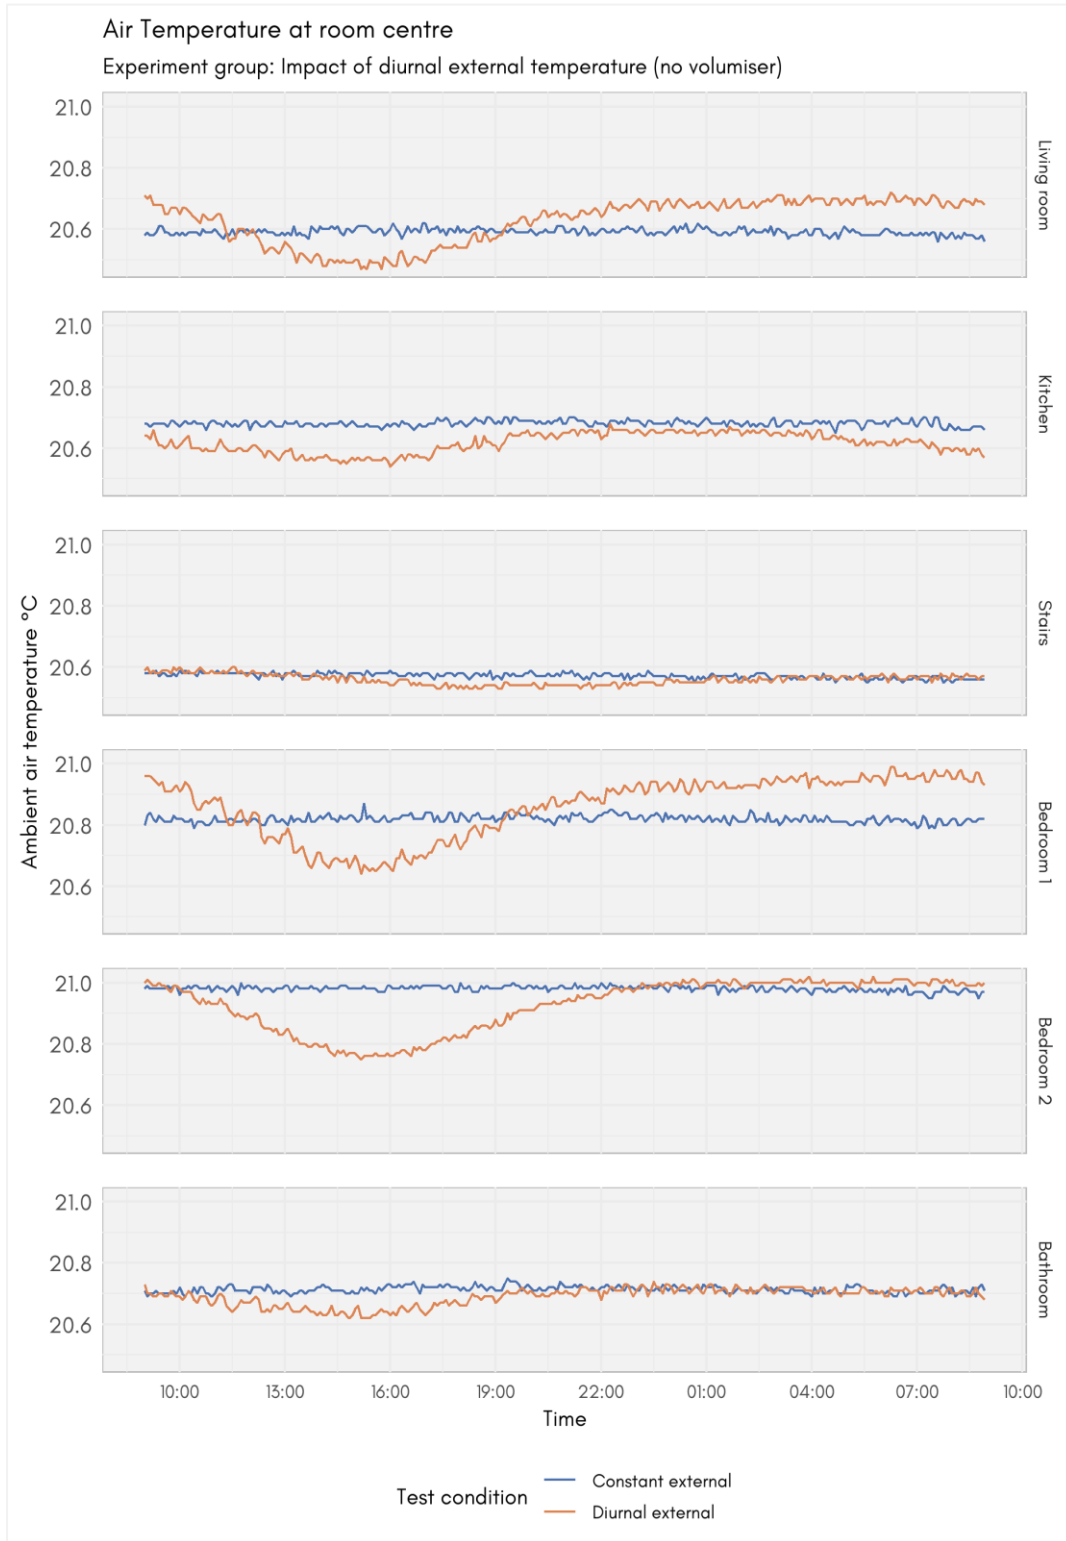 Air Temperature at room centre
Experiment group: Impact of diurnal external temperature (no volumiser)
21.0
20.8
20.6
Living room
21.0
20.8
20.6
Kitchen
21.0
20.8
20.6
Stairs
Ambient air temperature °C
21.0
20.8
20.6
Bedroom 1
21.0
20.8
20.6
Bedroom 2
21.0
20.8
20.6
Bathroom
10:00 13:00 16:00 19:00 22:00 01:00 04:00 07:00 10:00
Time
Test condition
Constant external
Diurnal external